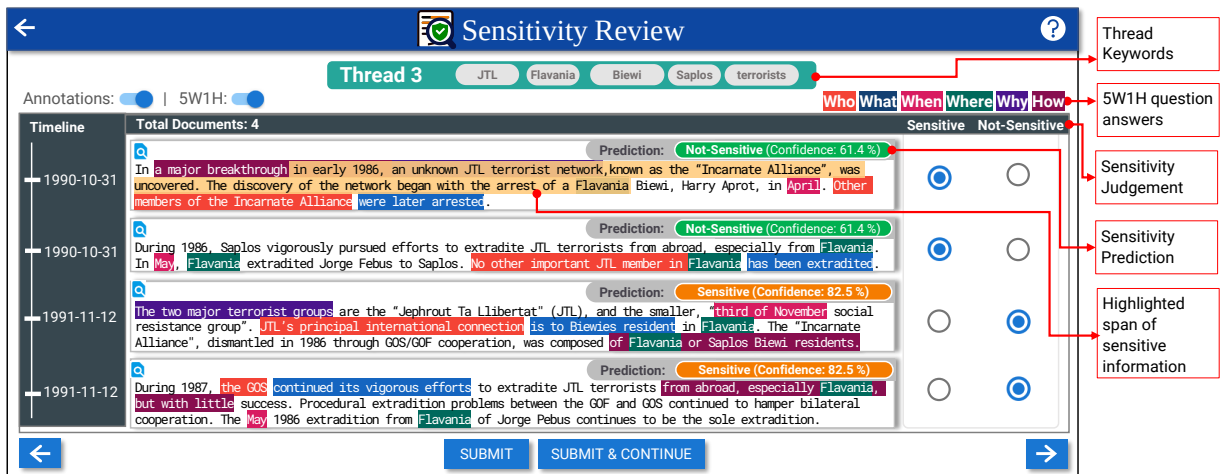 Sensitivity Review
?
Thread 3 JTL Flavania Biewi Saplos terrorists
Annotations: | 5W1H:
Who What When Where Why How
Timeline Total Documents: 4 Sensitive Not-Sensitive
Prediction: Not-Sensitive (Confidence: 61.4 %)
1990-10-31
In a major breakthrough in early 1986, an unknown JTL terrorist network,known as the “Incarnate Alliance”, was
uncovered. The discovery of the network began with the arrest of a Flavania Biewi, Harry Aprot, in April. Other
members of the Incarnate Alliance were later arrested.
Prediction: Not-Sensitive (Confidence: 61.4 %)
1990-10-31
During 1986, Saplos vigorously pursued efforts to extradite JTL terrorists from abroad, especially from Flavania.
In May, Flavania extradited Jorge Febus to Saplos. No other important JTL member in Flavania has been extradited.
Prediction: Sensitive (Confidence: 82.5 %)
1991-11-12
The two major terrorist groups are the “Jephrout Ta Llibertat" (JTL), and the smaller, “third of November social
resistance group”. JTL’s principal international connection is to Biewies resident in Flavania. The “Incarnate
Alliance", dismantled in 1986 through GOS/GOF cooperation, was composed of Flavania or Saplos Biewi residents.
Prediction: Sensitive (Confidence: 82.5 %)
1991-11-12
During 1987, the GOS continued its vigorous efforts to extradite JTL terrorists from abroad, especially Flavania,
but with little success. Procedural extradition problems between the GOF and GOS continued to hamper bilateral
cooperation. The May 1986 extradition from Flavania of Jorge Pebus continues to be the sole extradition.
SUBMIT SUBMIT & CONTINUE
Thread
Keywords
5W1H question
answers
Sensitivity
Judgement
Sensitivity
Prediction
Highlighted
span of
sensitive
information